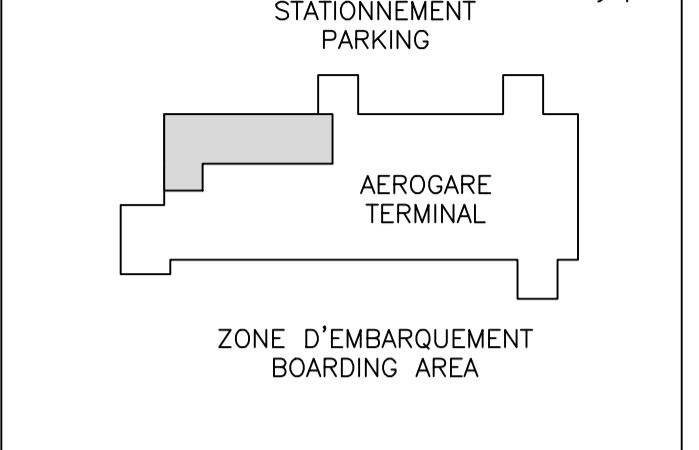 STATIONNEMENT
PARKING
AEROGARE
TERMINAL
ZONE D'EMBARQUEMENT
BOARDING AREA